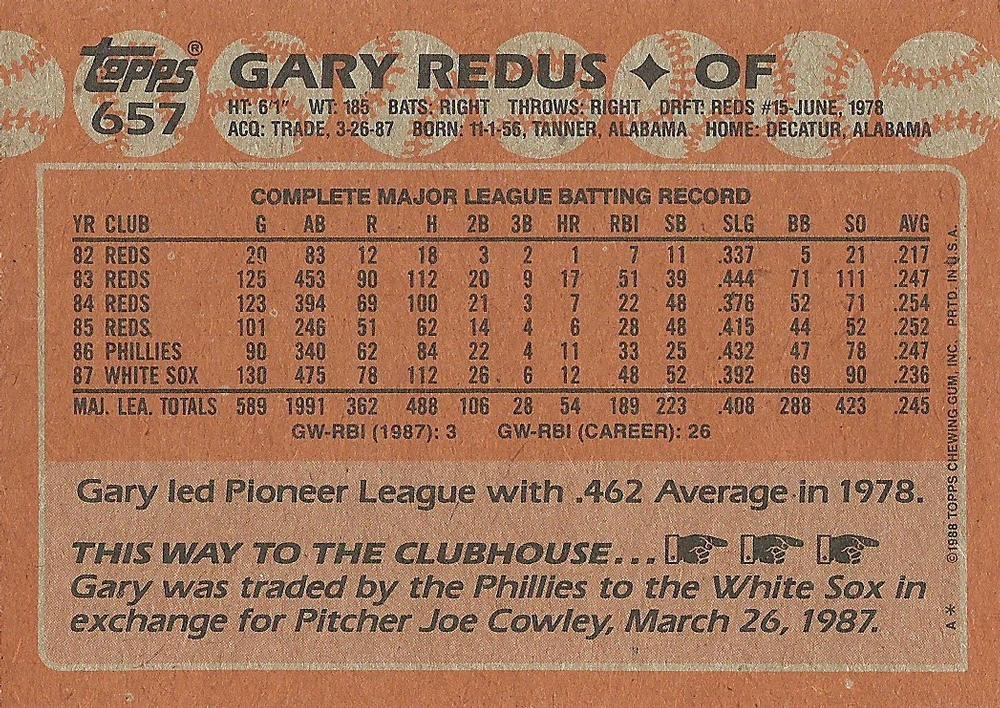 topps®
657
GARY REDUS ✦ OF
HT: 6'1" WT: 185 BATS: RIGHT THROWS: RIGHT DRFT: REDS #15-JUNE, 1978
ACQ: TRADE, 3-26-87 BORN: 11-1-56, TANNER, ALABAMA HOME: DECATUR, ALABAMA
COMPLETE MAJOR LEAGUE BATTING RECORD
YR CLUB G AB R H 2B 3B HR RBI SB SLG BB SO AVG
82 REDS 20 83 12 18 3 2 1 7 11 .337 5 21 .217
83 REDS 125 453 90 112 20 9 17 51 39 .444 71 111 .247
84 REDS 123 394 69 100 21 3 7 22 48 .376 52 71 .254
85 REDS 101 246 51 62 14 4 6 28 48 .415 44 52 .252
86 PHILLIES 90 340 62 84 22 4 11 33 25 .432 47 78 .247
87 WHITE SOX 130 475 78 112 26 6 12 48 52 .392 69 90 .236
MAJ. LEA. TOTALS 589 1991 362 488 106 28 54 189 223 .408 288 423 .245
GW-RBI (1987): 3 GW-RBI (CAREER): 26
Gary led Pioneer League with .462 Average in 1978.
THIS WAY TO THE CLUBHOUSE...
Gary was traded by the Phillies to the White Sox in
exchange for Pitcher Joe Cowley, March 26, 1987.
A * ©1988 TOPPS CHEWING GUM, INC. PRTD. IN U.S.A.